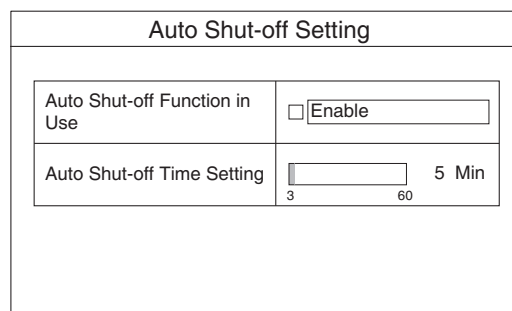 Auto Shut-off Setting
Auto Shut-off Function in
Use
Enable
Auto Shut-off Time Setting
5 Min
3 60